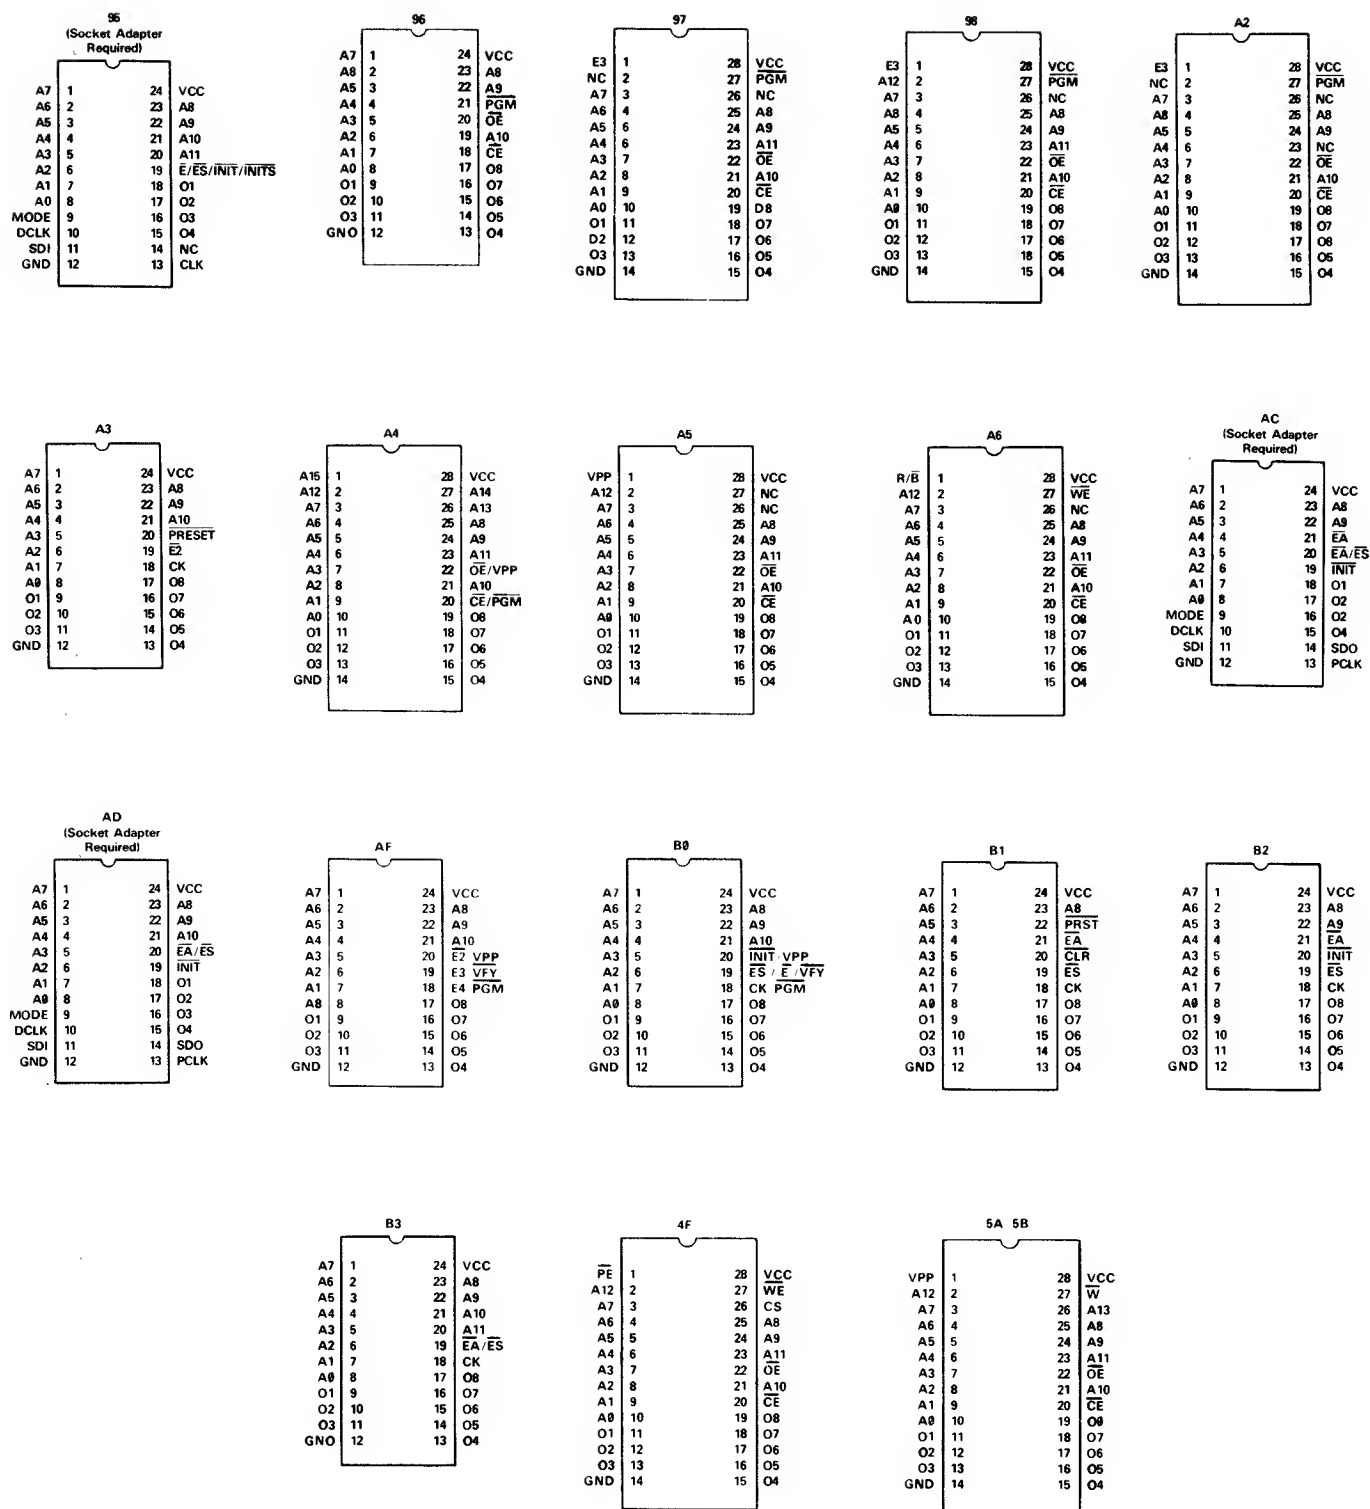 95
(Socket Adapter
Required)
A7 1 24 VCC
A6 2 23 A8
A5 3 22 A9
A4 4 21 A10
A3 5 20 A11
A2 6 19 E/ES/INIT/INITS
A1 7 18 O1
A0 8 17 O2
MODE 9 16 O3
DCLK 10 15 O4
SDI 11 14 NC
GND 12 13 CLK
96
A7 1 24 VCC
A8 2 23 A8
A5 3 22 A9
A4 4 21 PGM
A3 5 20 OE
A2 6 19 A10
A1 7 18 CE
A0 8 17 O8
O1 9 16 O7
O2 10 15 O6
O3 11 14 O5
GNO 12 13 O4
97
E3 1 28 VCC
NC 2 27 PGM
A7 3 26 NC
A6 4 25 A8
A5 6 24 A9
A4 6 23 A11
A3 7 22 OE
A2 8 21 A10
A1 9 20 CE
A0 10 19 D8
O1 11 18 O7
D2 12 17 O6
O3 13 16 O5
GND 14 15 O4
98
E3 1 28 VCC
A12 2 27 PGM
A7 3 26 NC
A8 4 25 A8
A5 5 24 A9
A4 6 23 A11
A3 7 22 OE
A2 8 21 A10
A1 9 20 CE
A0 10 19 O8
O1 11 18 O7
O2 12 17 O6
O3 13 18 O5
GND 14 15 O4
A2
E3 1 28 VCC
NC 2 27 PGM
A7 3 26 NC
A8 4 25 A8
A5 5 24 A9
A4 6 23 NC
A3 7 22 OE
A2 8 21 A10
A1 9 20 CE
A0 10 19 O8
O1 11 18 O7
O2 12 17 O8
O3 13 16 O5
GND 14 15 O4
A3
A7 1 24 VCC
A6 2 23 A8
A5 3 22 A9
A4 4 21 A10
A3 5 20 PRESET
A2 6 19 E2
A1 7 18 CK
A0 8 17 O8
O1 9 16 O7
O2 10 15 O6
O3 11 14 O5
GND 12 13 O4
A4
A15 1 28 VCC
A12 2 27 A14
A7 3 26 A13
A6 4 25 A8
A5 5 24 A9
A4 6 23 A11
A3 7 22 OE/VPP
A2 8 21 A10
A1 9 20 CE/PGM
A0 10 19 O8
O1 11 18 O7
O2 12 17 O6
O3 13 16 O5
GND 14 15 O4
A5
VPP 1 28 VCC
A12 2 27 NC
A7 3 26 NC
A6 4 25 A8
A5 5 24 A9
A4 6 23 A11
A3 7 22 OE
A2 8 21 A10
A1 9 20 CE
A0 10 19 O8
O1 11 18 O7
O2 12 17 O6
O3 13 16 O5
GND 14 15 O4
A6
R/B 1 28 VCC
A12 2 27 WE
A7 3 26 NC
A6 4 25 A8
A5 5 24 A9
A4 6 23 A11
A3 7 22 OE
A2 8 21 A10
A1 9 20 CE
A0 10 19 O8
O1 11 18 O7
O2 12 17 O6
O3 13 16 O5
GND 14 15 O4
AC
(Socket Adapter
Required)
A7 1 24 VCC
A6 2 23 A8
A5 3 22 A9
A4 4 21 EA
A3 5 20 EA/ES
A2 6 19 INIT
A1 7 18 O1
A0 8 17 O2
MODE 9 16 O2
DCLK 10 15 O4
SDI 11 14 SDO
GND 12 13 PCLK
AD
(Socket Adapter
Required)
A7 1 24 VCC
A6 2 23 A8
A5 3 22 A9
A4 4 21 A10
A3 5 20 EA/ES
A2 6 19 INIT
A1 7 18 O1
A0 8 17 O2
MODE 9 16 O3
DCLK 10 15 O4
SDI 11 14 SDO
GND 12 13 PCLK
AF
A7 1 24 VCC
A6 2 23 A8
A5 3 22 A9
A4 4 21 A10
A3 5 20 E2 VPP
A2 6 19 E3 VFY
A1 7 18 E4 PGM
A8 8 17 O8
O1 9 16 O7
O2 10 15 O6
O3 11 14 O5
GND 12 13 O4
B0
A7 1 24 VCC
A6 2 23 A8
A5 3 22 A9
A4 4 21 A10
A3 5 20 INIT/VPP
A2 6 19 ES / E /VFY
A1 7 18 CK PGM
A0 8 17 O8
O1 9 16 O7
O2 10 15 O6
O3 11 14 O5
GND 12 13 O4
B1
A7 1 24 VCC
A6 2 23 A8
A5 3 22 PRST
A4 4 21 EA
A3 5 20 CLR
A2 6 19 ES
A1 7 18 CK
A0 8 17 O8
O1 9 16 O7
O2 10 15 O6
O3 11 14 O5
GND 12 13 O4
B2
A7 1 24 VCC
A6 2 23 A8
A5 3 22 A9
A4 4 21 EA
A3 5 20 INIT
A2 6 19 ES
A1 7 18 CK
A0 8 17 O8
O1 9 16 O7
O2 10 15 O6
O3 11 14 O5
GND 12 13 O4
B3
A7 1 24 VCC
A6 2 23 A8
A5 3 22 A9
A4 4 21 A10
A3 5 20 A11
A2 6 19 EA/ES
A1 7 18 CK
A0 8 17 O8
O1 9 16 O7
O2 10 15 O6
O3 11 14 O5
GNO 12 13 O4
4F
PE 1 28 VCC
A12 2 27 WE
A7 3 26 CS
A6 4 25 A8
A5 5 24 A9
A4 6 23 A11
A3 7 22 OE
A2 8 21 A10
A1 9 20 CE
A0 10 19 O8
O1 11 18 O7
O2 12 17 O6
O3 13 16 O5
GND 14 15 O4
5A 5B
VPP 1 28 VCC
A12 2 27 W
A7 3 26 A13
A6 4 25 A8
A5 5 24 A9
A4 6 23 A11
A3 7 22 OE
A2 8 21 A10
A1 9 20 CE
A0 10 19 O8
O1 11 18 O7
O2 12 17 O6
O3 13 16 O5
GND 14 15 O4